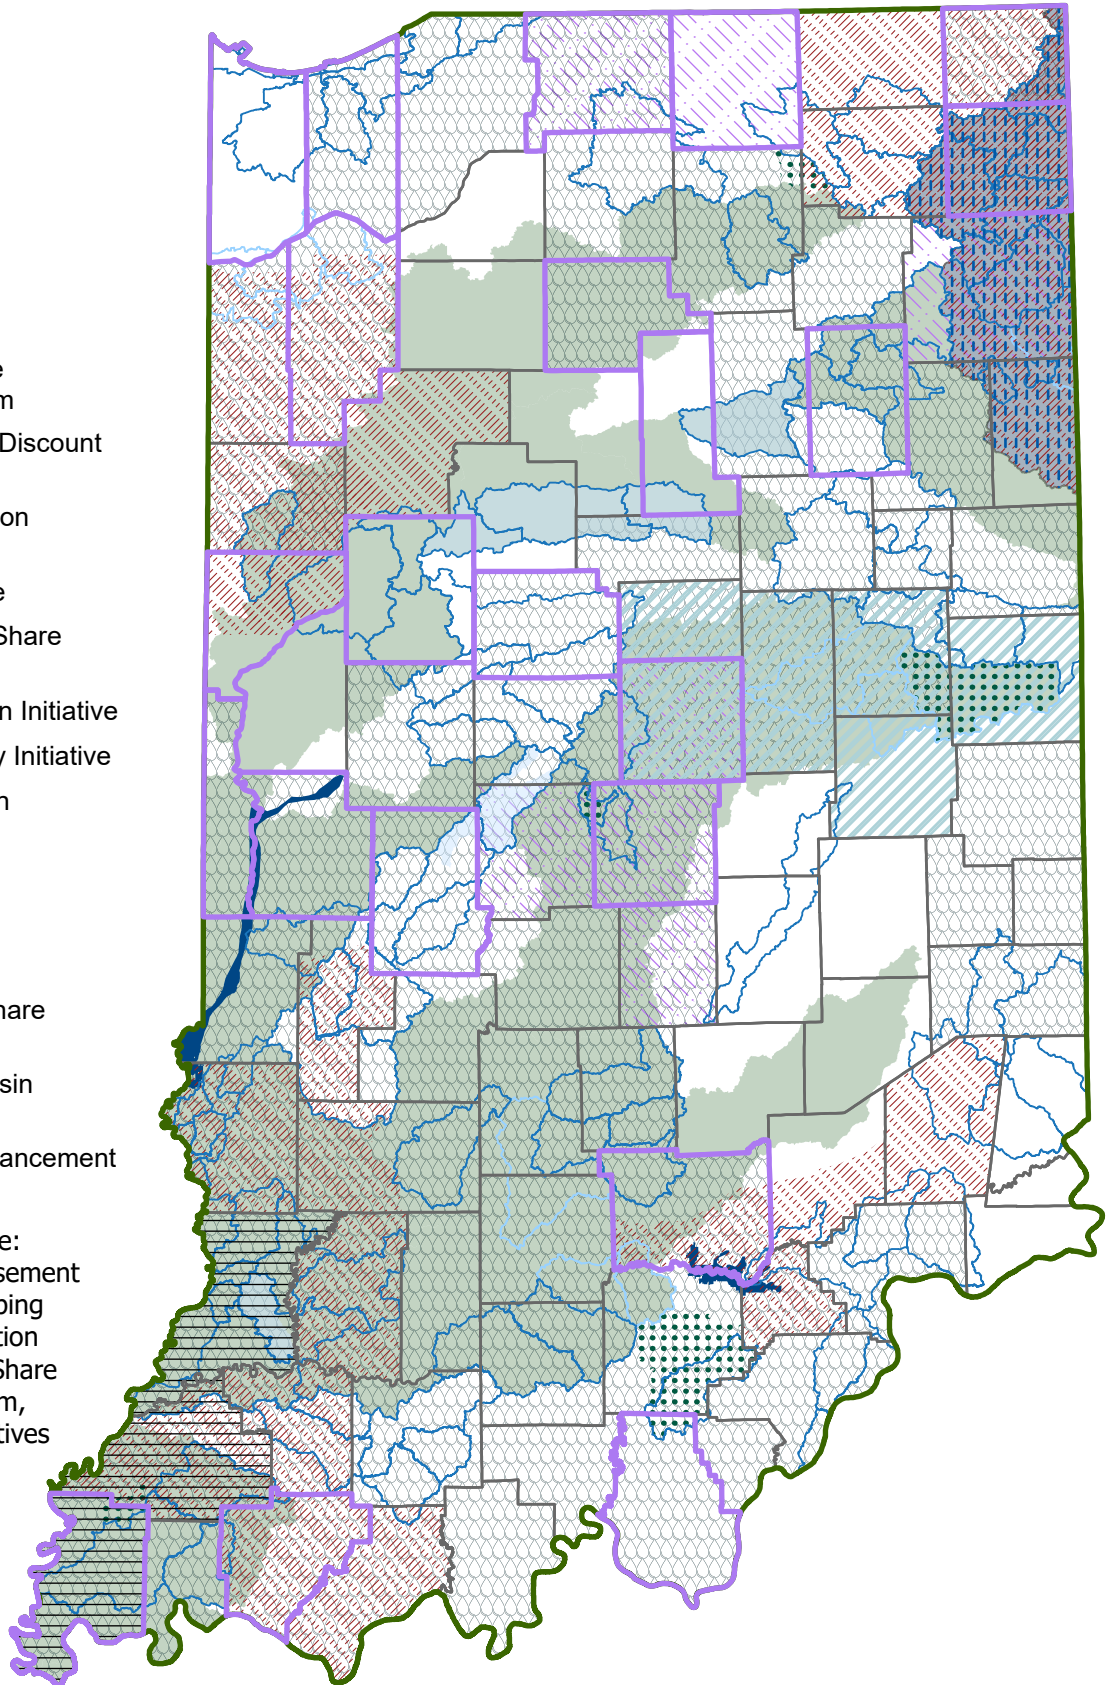 e
m
Discount
on
e
Share
n Initiative
y Initiative
n
hare
sin
ancement
e:
sement
ping
tion
Share
m,
tives